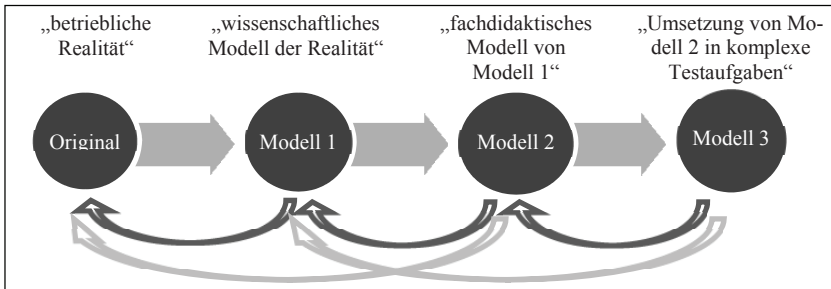 „betriebliche
Realität“
„wissenschaftliches
Modell der Realität“
„fachdidaktisches
Modell von
Modell 1“
„Umsetzung von Mo-
dell 2 in komplexe
Testaufgaben“
Original
Modell 1
Modell 2
Modell 3